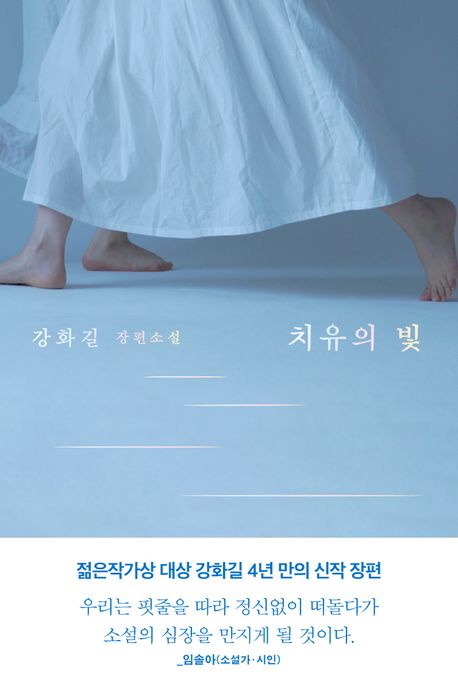 강화길 장편소설 치유의 빛
젊은작가상 대상 강화길 4년 만의 신작 장편
우리는 핏줄을 따라 정신없이 떠돌다가
소설의 심장을 만지게 될 것이다.
_임솔아(소설가·시인)